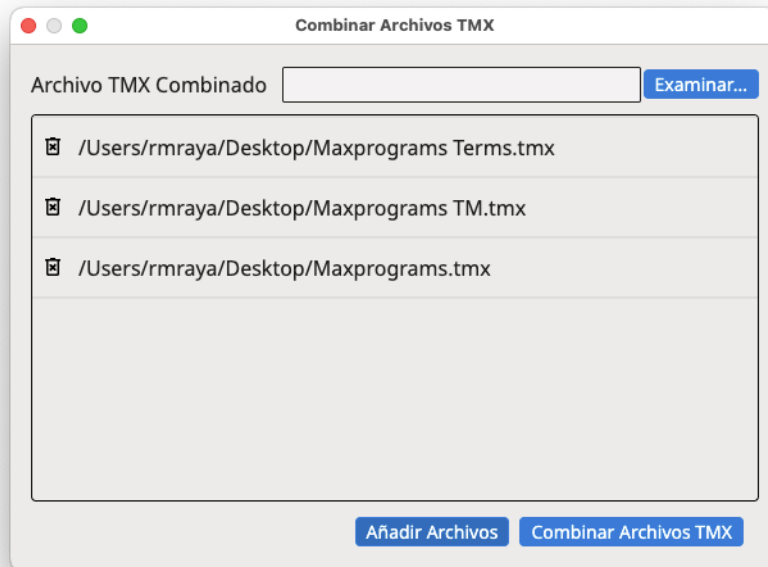 Combinar Archivos TMX
Archivo TMX Combinado
Examinar...
/Users/rmraya/Desktop/Maxprograms Terms.tmx
/Users/rmraya/Desktop/Maxprograms TM.tmx
/Users/rmraya/Desktop/Maxprograms.tmx
Añadir Archivos
Combinar Archivos TMX